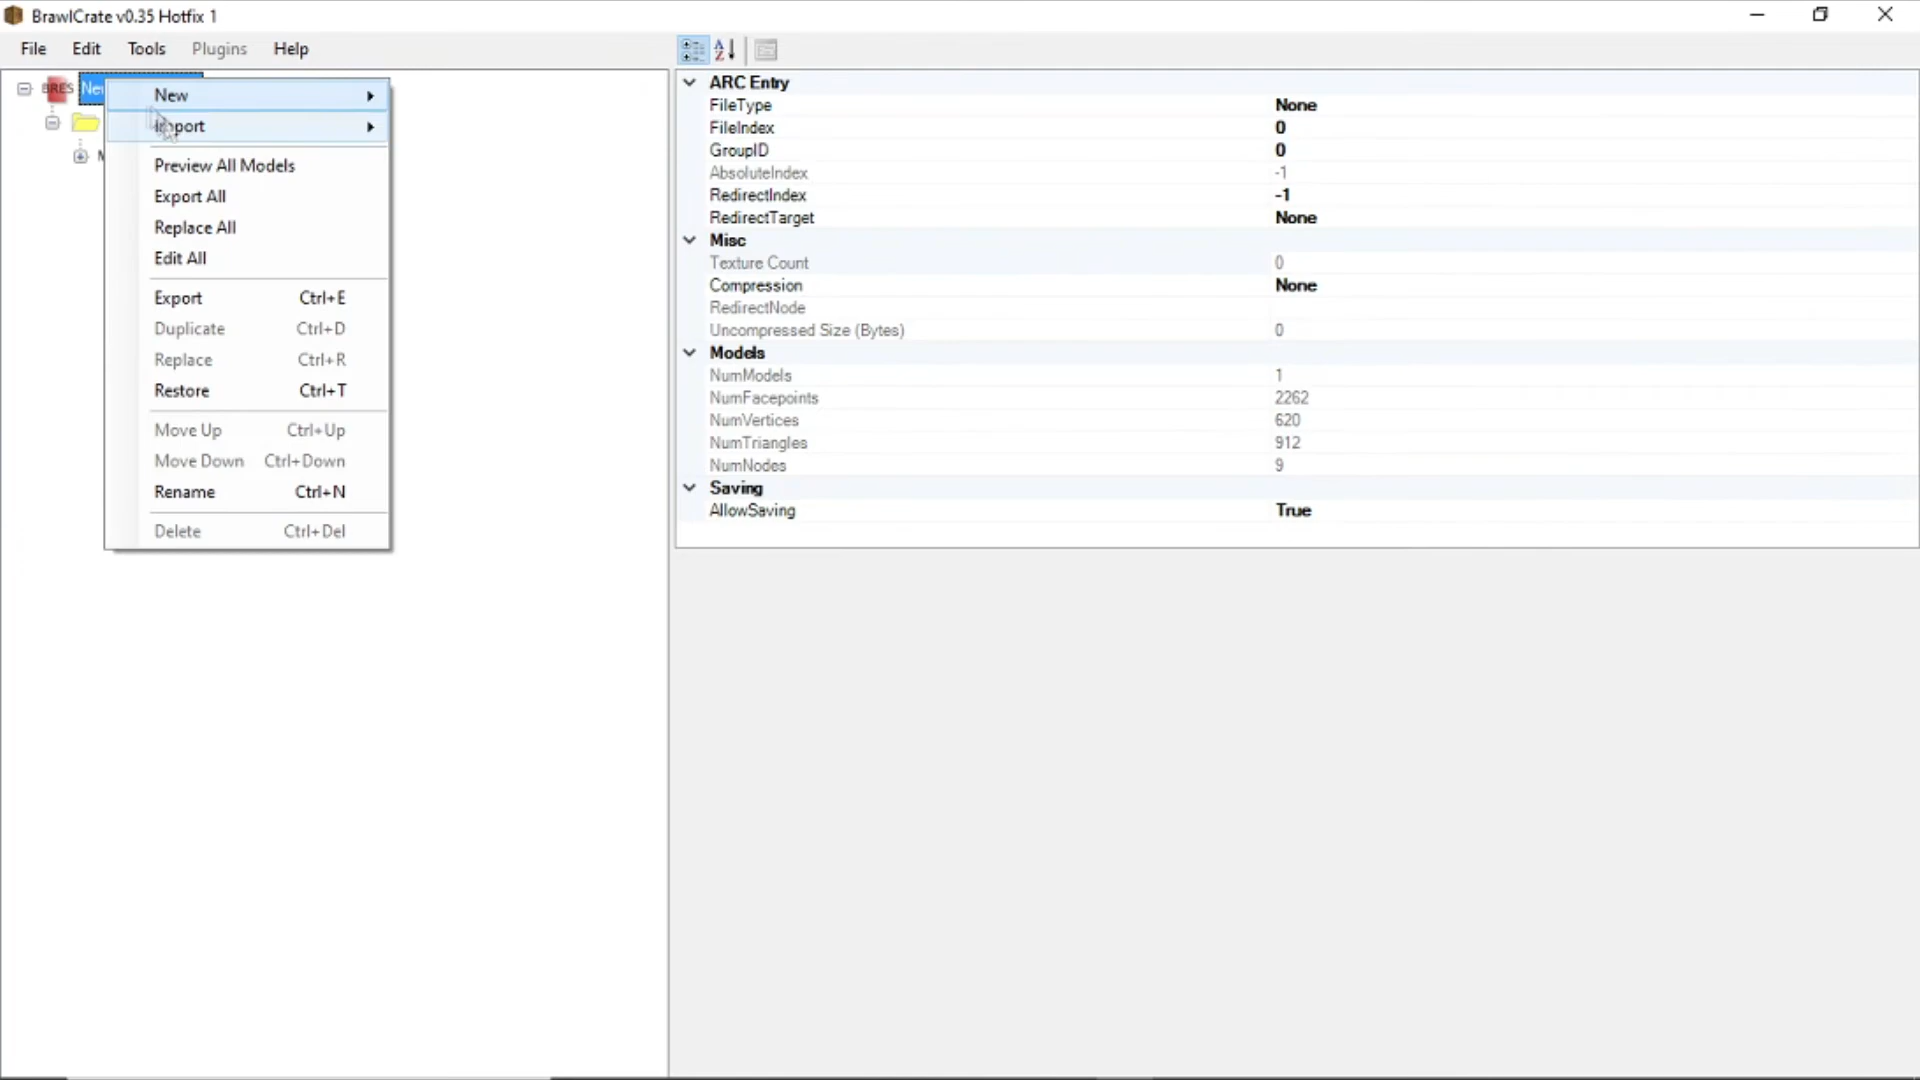 BrawlCrate v0.35 Hotfix 1
File Edit Tools Plugins Help
BRES
New
Import
Preview All Models
Export All
Replace All
Edit All
Export Ctrl+E
Duplicate Ctrl+D
Replace Ctrl+R
Restore Ctrl+T
Move Up Ctrl+Up
Move Down Ctrl+Down
Rename Ctrl+N
Delete Ctrl+Del
ARC Entry
FileType None
FileIndex 0
GroupID 0
AbsoluteIndex -1
RedirectIndex -1
RedirectTarget None
Misc
Texture Count 0
Compression None
RedirectNode
Uncompressed Size (Bytes) 0
Models
NumModels 1
NumFacepoints 2262
NumVertices 620
NumTriangles 912
NumNodes 9
Saving
AllowSaving True